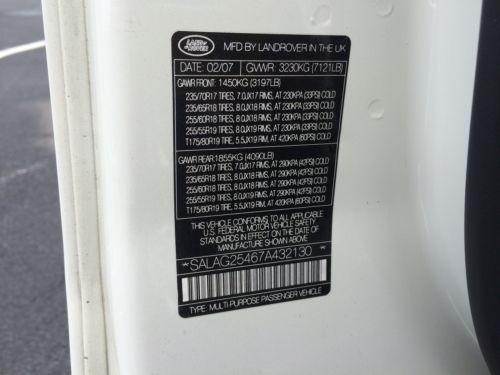 LAND ROVER
MFD BY LANDROVER IN THE UK
DATE: 02/07 GVWR: 3230KG (7121LB)
GAWR FRONT: 1450KG (3197LB)
235/70R17 TIRES, 7.0JX17 RIMS, AT 230KPA (33PSI) COLD
235/65R18 TIRES, 8.0JX18 RIMS, AT 230KPA (33PSI) COLD
255/60R18 TIRES, 8.0JX18 RIMS, AT 230KPA (33PSI) COLD
255/55R19 TIRES, 8.0JX19 RIMS, AT 230KPA (33PSI) COLD
T175/80R19 TIRE, 5.5JX19 RIM, AT 420KPA (60PSI) COLD
GAWR REAR: 1855KG (4090LB)
235/70R17 TIRES, 7.0JX17 RIMS, AT 290KPA (42PSI) COLD
235/65R18 TIRES, 8.0JX18 RIMS, AT 290KPA (42PSI) COLD
255/60R18 TIRES, 8.0JX18 RIMS, AT 290KPA (42PSI) COLD
255/55R19 TIRES, 8.0JX19 RIMS, AT 290KPA (42PSI) COLD
T175/80R19 TIRE, 5.5JX19 RIM, AT 420KPA (60PSI) COLD
THIS VEHICLE CONFORMS TO ALL APPLICABLE
U.S. FEDERAL MOTOR VEHICLE SAFETY
STANDARDS IN EFFECT ON THE DATE OF
MANUFACTURE SHOWN ABOVE.
*SALAG25467A432130*
TYPE: MULTI-PURPOSE PASSENGER VEHICLE